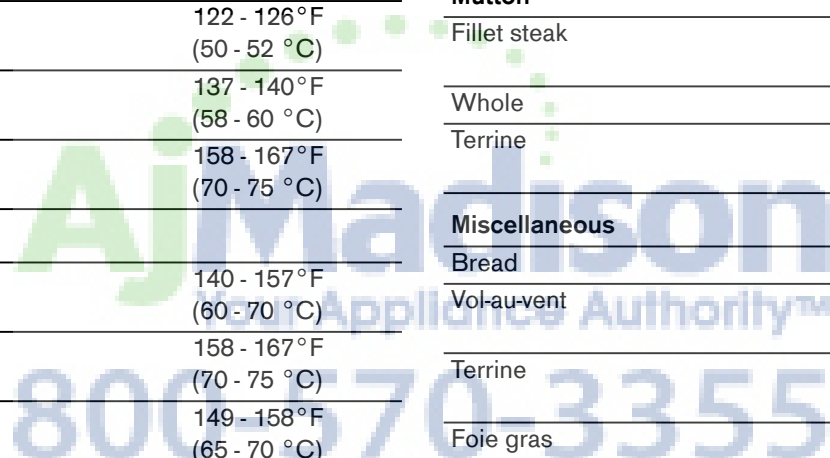 122 - 126°F
(50 - 52 °C)
137 - 140°F
(58 - 60 °C)
158 - 167°F
(70 - 75 °C)
140 - 157°F
(60 - 70 °C)
158 - 167°F
(70 - 75 °C)
149 - 158°F
(65 - 70 °C)
Mutton
Fillet steak
Whole
Terrine
Miscellaneous
Bread
Vol-au-vent
Terrine
Foie gras
AjMadison
Your Appliance Authority™
800-570-3355